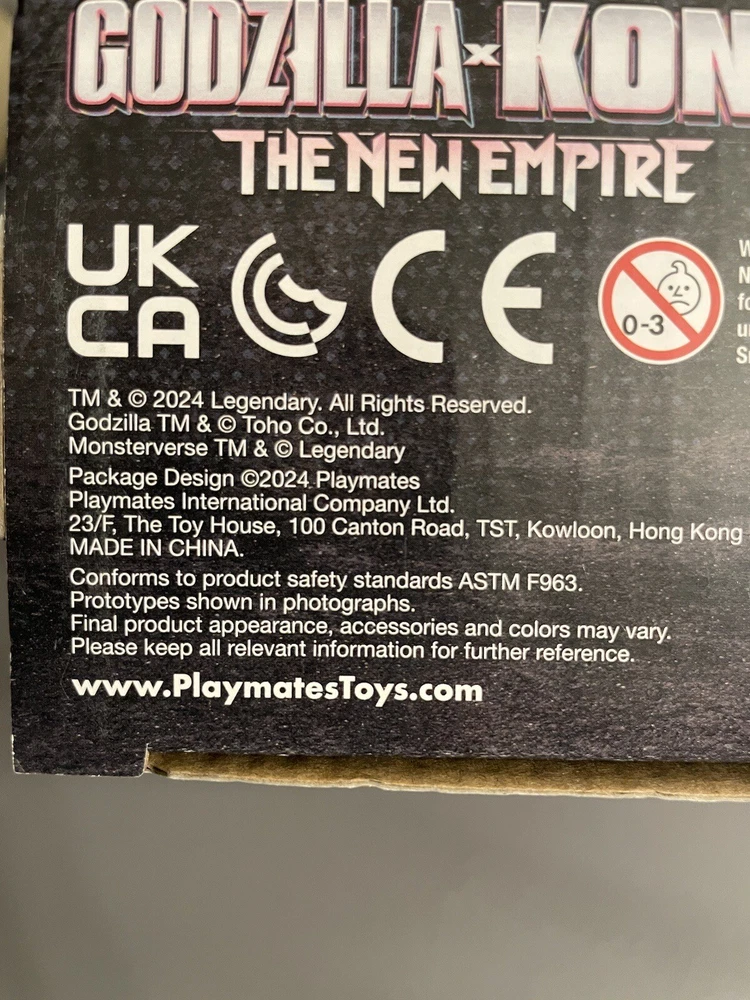 GODZILLA x KON
THE NEW EMPIRE
UK
CA
CE
0-3
TM & © 2024 Legendary. All Rights Reserved.
Godzilla TM & © Toho Co., Ltd.
Monsterverse TM & © Legendary
Package Design ©2024 Playmates
Playmates International Company Ltd.
23/F, The Toy House, 100 Canton Road, TST, Kowloon, Hong Kong
MADE IN CHINA.
Conforms to product safety standards ASTM F963.
Prototypes shown in photographs.
Final product appearance, accessories and colors may vary.
Please keep all relevant information for further reference.
www.PlaymatesToys.com